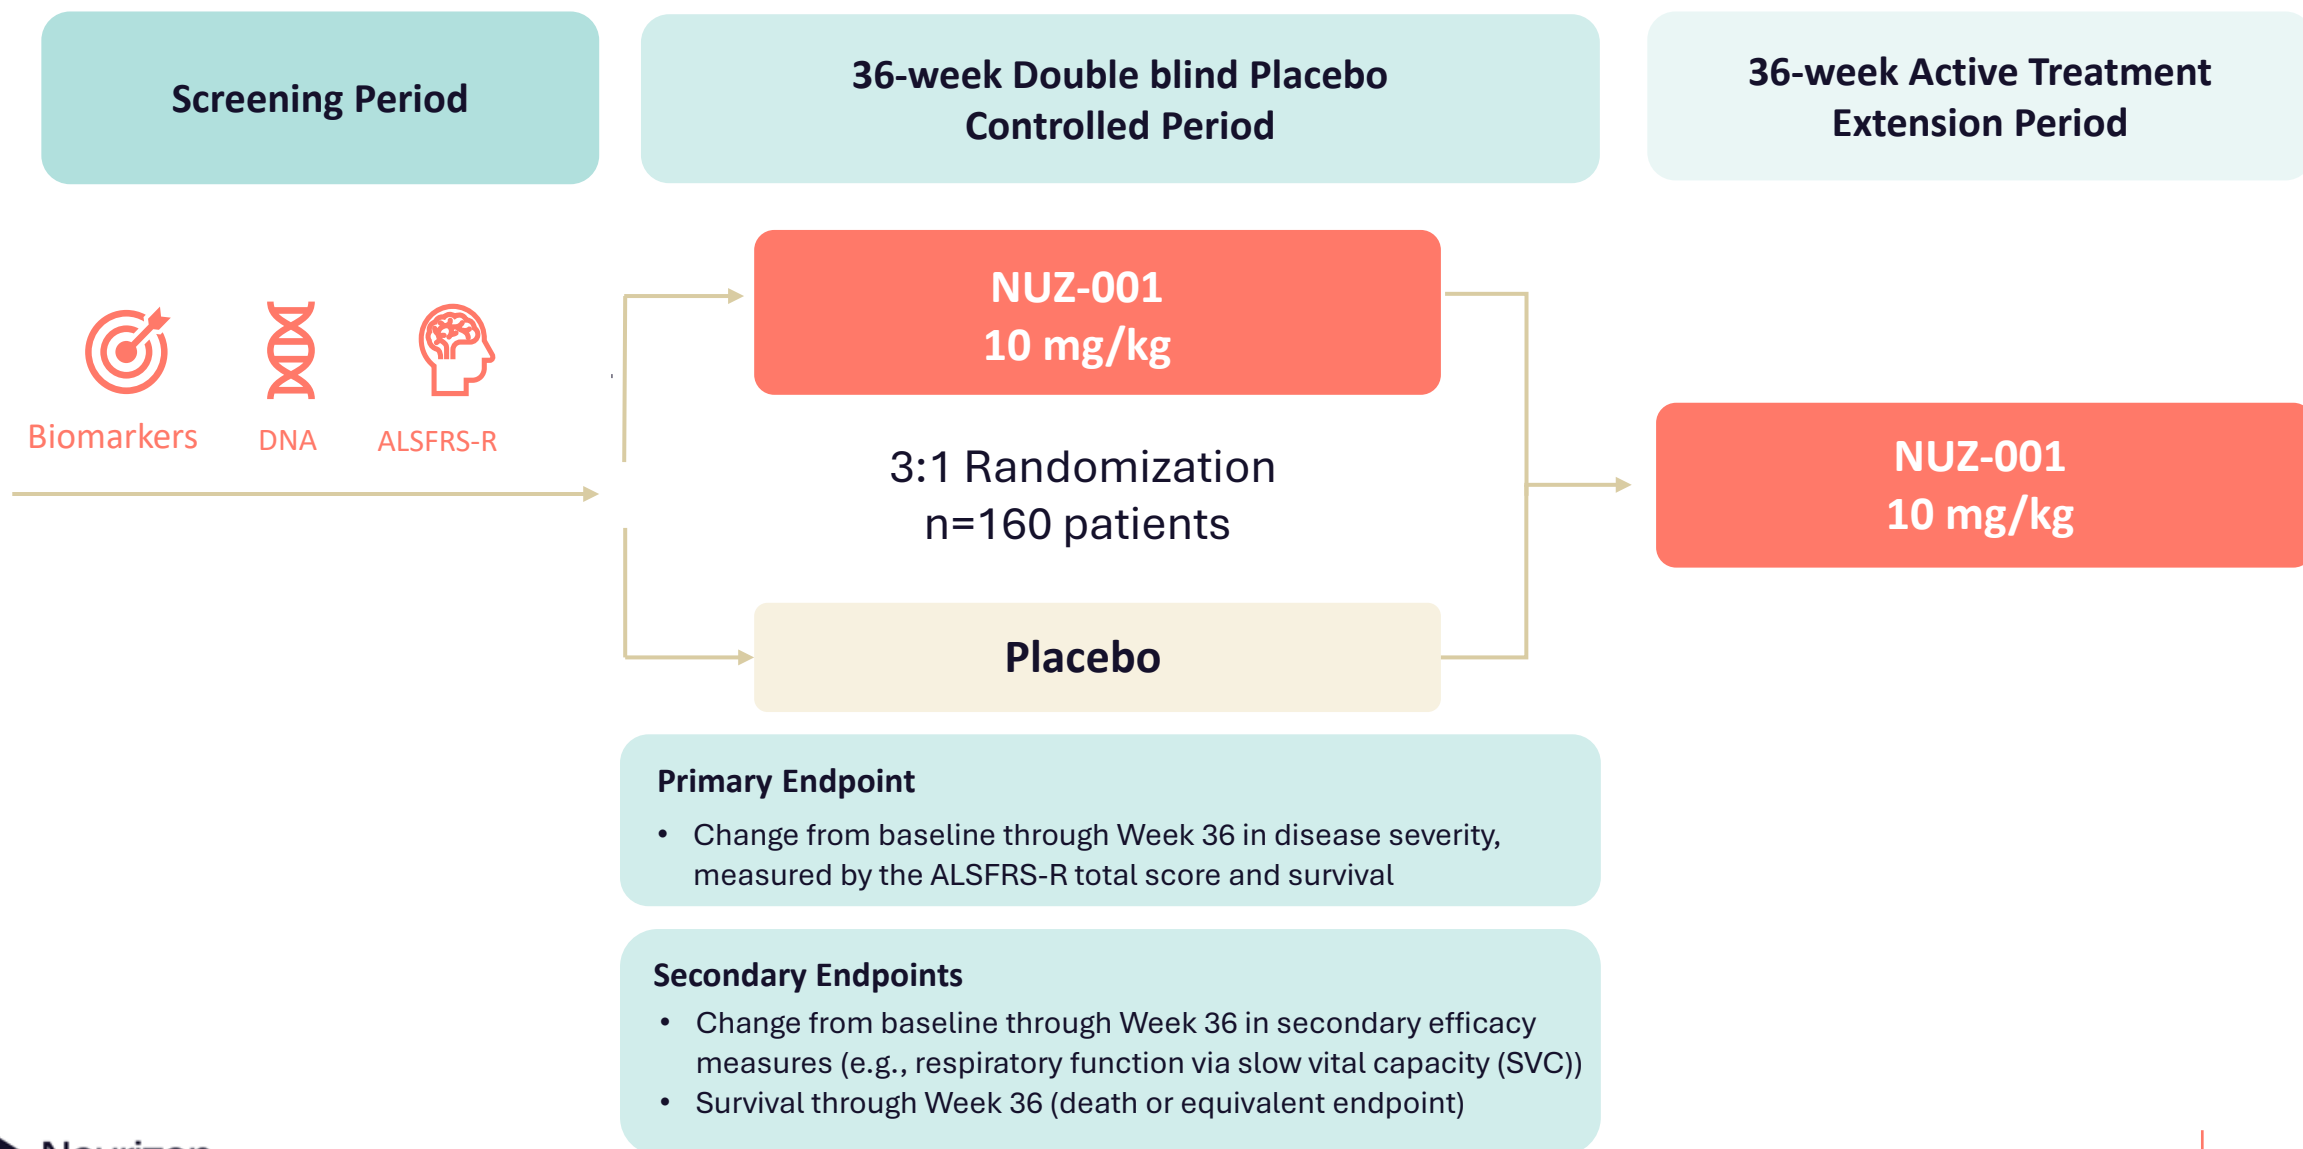 Screening Period
36-week Double blind Placebo
Controlled Period
36-week Active Treatment
Extension Period
Biomarkers
DNA
ALSFRS-R
NUZ-001
10 mg/kg
3:1 Randomization
n=160 patients
Placebo
NUZ-001
10 mg/kg
Primary Endpoint
• Change from baseline through Week 36 in disease severity,
measured by the ALSFRS-R total score and survival
Secondary Endpoints
• Change from baseline through Week 36 in secondary efficacy
measures (e.g., respiratory function via slow vital capacity (SVC))
• Survival through Week 36 (death or equivalent endpoint)